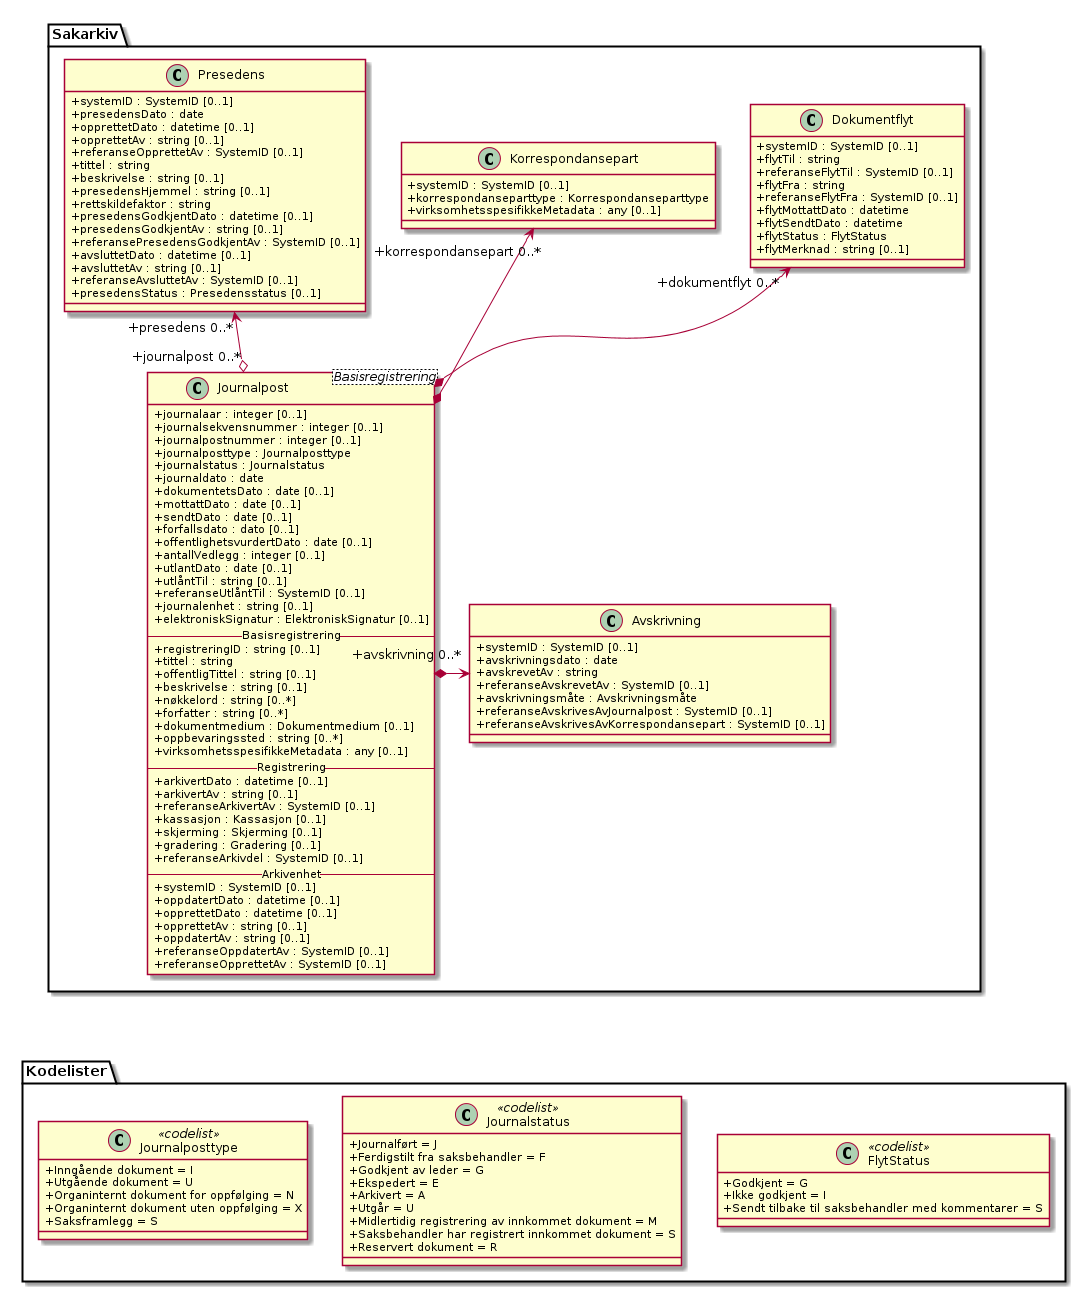 Sakarkiv
C Presedens
+systemID : SystemID [0..1]
+presedensDato : date
+opprettetDato : datetime [0..1]
+opprettetAv : string [0..1]
+referanseOpprettetAv : SystemID [0..1]
+tittel : string
+beskrivelse : string [0..1]
+presedensHjemmel : string [0..1]
+rettskildefaktor : string
+presedensGodkjentDato : datetime [0..1]
+presedensGodkjentAv : string [0..1]
+referansePresedensGodkjentAv : SystemID [0..1]
+avsluttetDato : datetime [0..1]
+avsluttetAv : string [0..1]
+referanseAvsluttetAv : SystemID [0..1]
+presedensStatus : Presedensstatus [0..1]
C Korrespondansepart
+systemID : SystemID [0..1]
+korrespondanseparttype : Korrespondanseparttype
+virksomhetsspesifikkeMetadata : any [0..1]
C Dokumentflyt
+systemID : SystemID [0..1]
+flytTil : string
+referanseFlytTil : SystemID [0..1]
+flytFra : string
+referanseFlytFra : SystemID [0..1]
+flytMottattDato : datetime
+flytSendtDato : datetime
+flytStatus : FlytStatus
+flytMerknad : string [0..1]
+korrespondansepart 0..*
+dokumentflyt 0..*
+presedens 0..*
+journalpost 0..*
C Journalpost
Basisregistrering
+journalaar : integer [0..1]
+journalsekvensnummer : integer [0..1]
+journalpostnummer : integer [0..1]
+journalposttype : Journalposttype
+journalstatus : Journalstatus
+journaldato : date
+dokumentetsDato : date [0..1]
+mottattDato : date [0..1]
+sendtDato : date [0..1]
+forfallsdato : dato [0..1]
+offentlighetsvurdertDato : date [0..1]
+antallVedlegg : integer [0..1]
+utlantDato : date [0..1]
+utlåntTil : string [0..1]
+referanseUtlåntTil : SystemID [0..1]
+journalenhet : string [0..1]
+elektroniskSignatur : ElektroniskSignatur [0..1]
Basisregistrering
+registreringID : string [0..1]
+tittel : string
+offentligTittel : string [0..1]
+beskrivelse : string [0..1]
+nøkkelord : string [0..*]
+forfatter : string [0..*]
+dokumentmedium : Dokumentmedium [0..1]
+oppbevaringssted : string [0..*]
+virksomhetsspesifikkeMetadata : any [0..1]
Registrering
+arkivertDato : datetime [0..1]
+arkivertAv : string [0..1]
+referanseArkivertAv : SystemID [0..1]
+kassasjon : Kassasjon [0..1]
+skjerming : Skjerming [0..1]
+gradering : Gradering [0..1]
+referanseArkivdel : SystemID [0..1]
Arkivenhet
+systemID : SystemID [0..1]
+oppdatertDato : datetime [0..1]
+opprettetDato : datetime [0..1]
+opprettetAv : string [0..1]
+oppdatertAv : string [0..1]
+referanseOppdatertAv : SystemID [0..1]
+referanseOpprettetAv : SystemID [0..1]
+avskrivning 0..*
C Avskrivning
+systemID : SystemID [0..1]
+avskrivningsdato : date
+avskrevetAv : string
+referanseAvskrevetAv : SystemID [0..1]
+avskrivningsmåte : Avskrivningsmåte
+referanseAvskrivesAvJournalpost : SystemID [0..1]
+referanseAvskrivesAvKorrespondansepart : SystemID [0..1]
Kodelister
C «codelist»
Journalposttype
+Inngående dokument = I
+Utgående dokument = U
+Organinternt dokument for oppfølging = N
+Organinternt dokument uten oppfølging = X
+Saksframlegg = S
C «codelist»
Journalstatus
+Journalført = J
+Ferdigstilt fra saksbehandler = F
+Godkjent av leder = G
+Ekspedert = E
+Arkivert = A
+Utgår = U
+Midlertidig registrering av innkommet dokument = M
+Saksbehandler har registrert innkommet dokument = S
+Reservert dokument = R
C «codelist»
FlytStatus
+Godkjent = G
+Ikke godkjent = I
+Sendt tilbake til saksbehandler med kommentarer = S